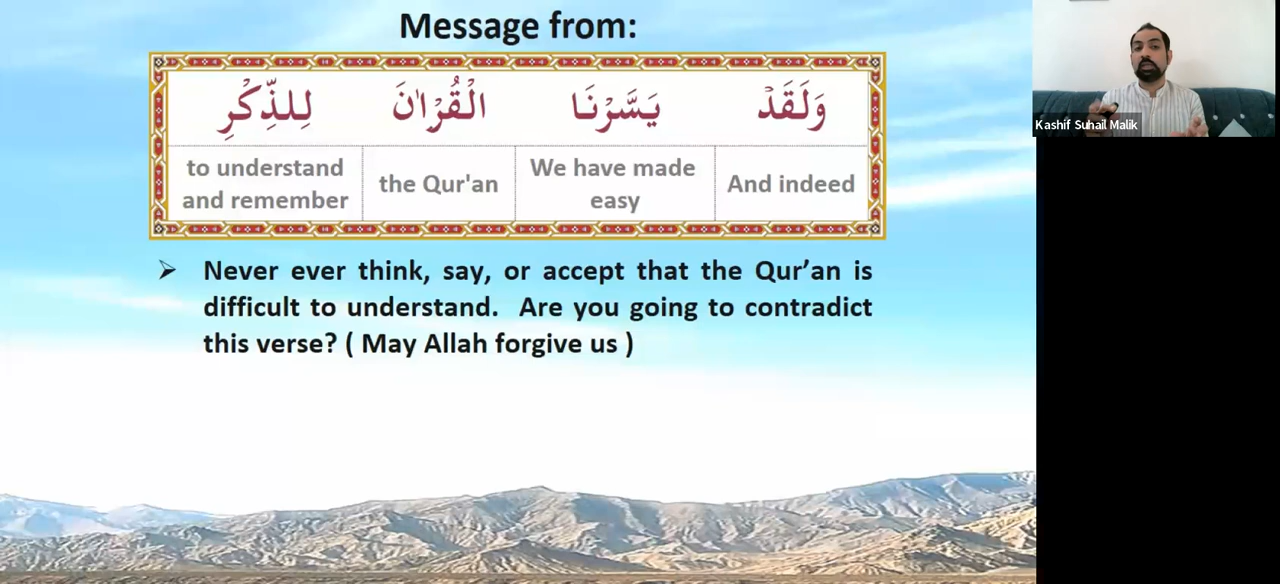 Message from:
وَلَقَدْ يَسَّرْنَا الْقُرْاٰنَ لِلذِّكْرِ
to understand and remember
the Qur'an
We have made easy
And indeed
Never ever think, say, or accept that the Qur’an is
difficult to understand. Are you going to contradict
this verse? ( May Allah forgive us )
Kashif Suhail Malik